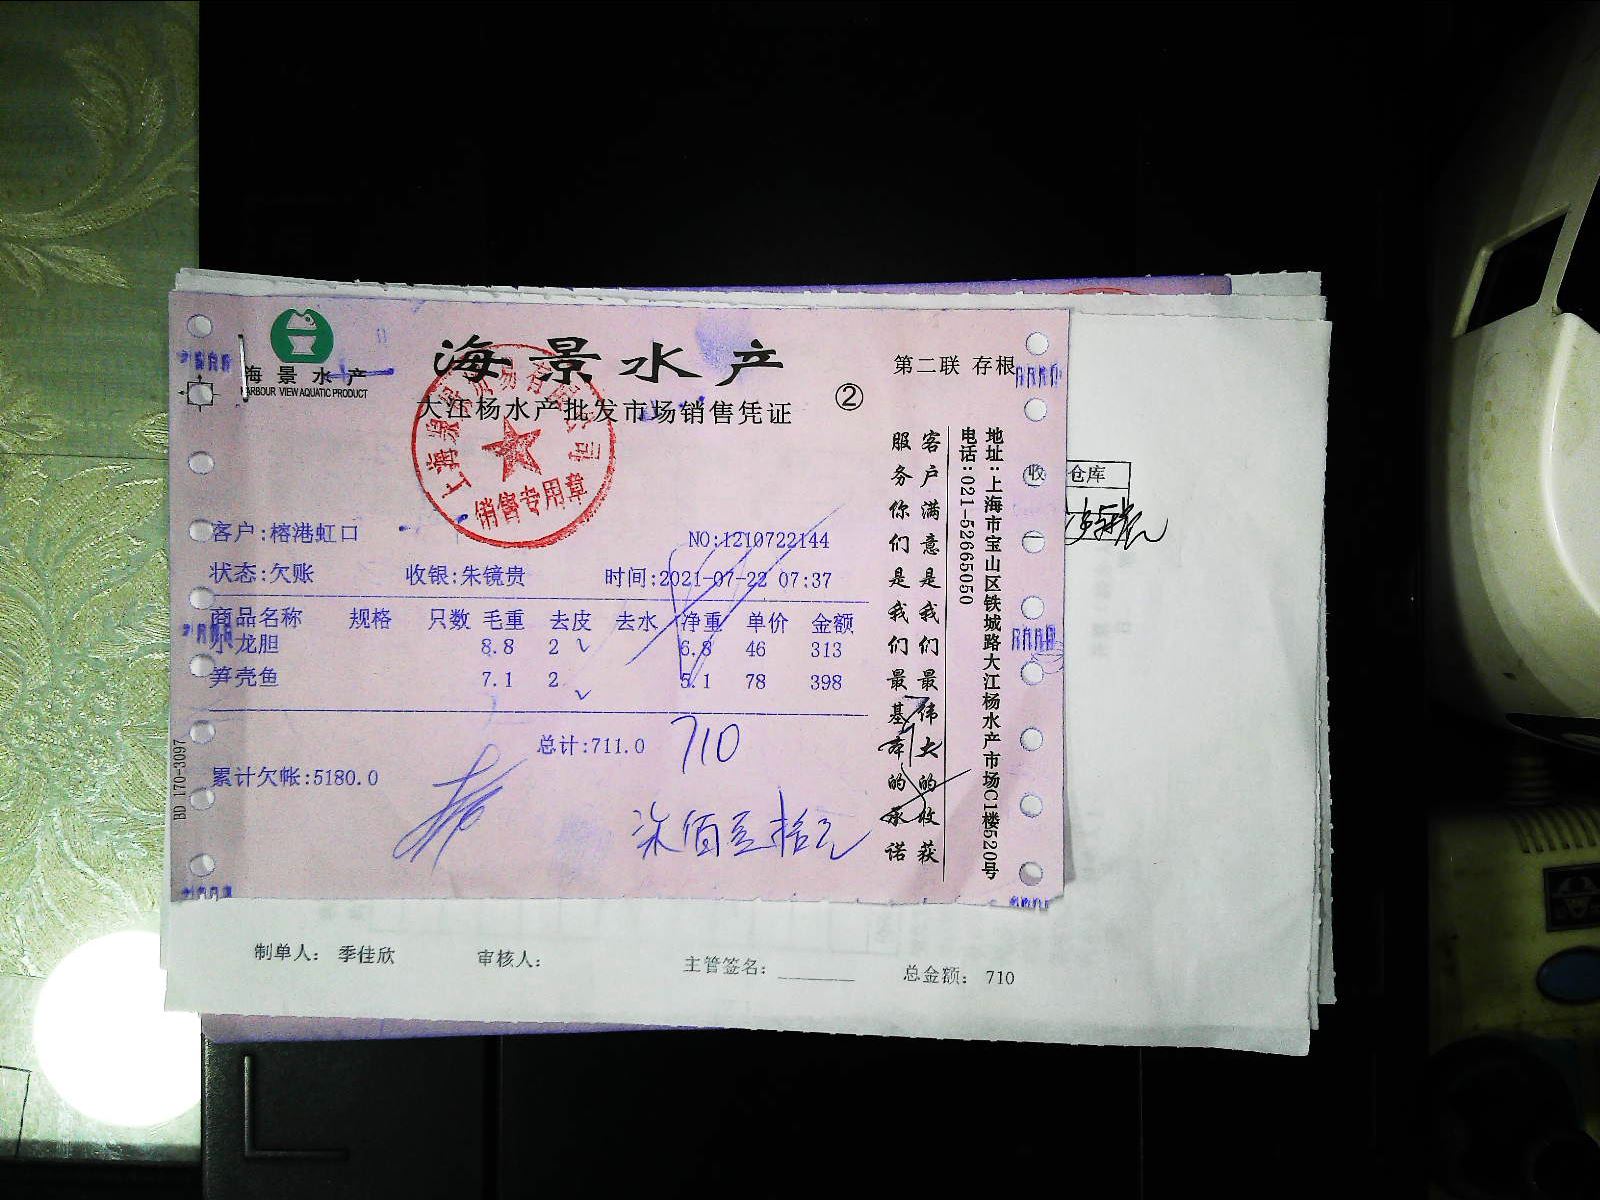 海景水产
HARBOUR VIEW AQUATIC PRODUCT
海景水产
大江杨水产批发市场销售凭证
②
第二联 存根
销售专用章
客户:榕港虹口
NO:1210722144
状态:欠账 收银:朱镜贵 时间:2021-07-22 07:37
商品名称 规格 只数 毛重 去皮 去水 净重 单价 金额
小龙胆 8.8 2 6.8 46 313
笋壳鱼 7.1 2 5.1 78 398
总计:711.0
710
累计欠帐:5180.0
柒佰壹拾元
客户满意是我们最伟大的收获
服务你们是我们最基本的承诺
地址:上海市宝山区铁城路大江杨水产市场C1楼520号
电话:021-52665050
BD 170-3097
收 仓库
制单人: 季佳欣 审核人: 主管签名: 总金额: 710